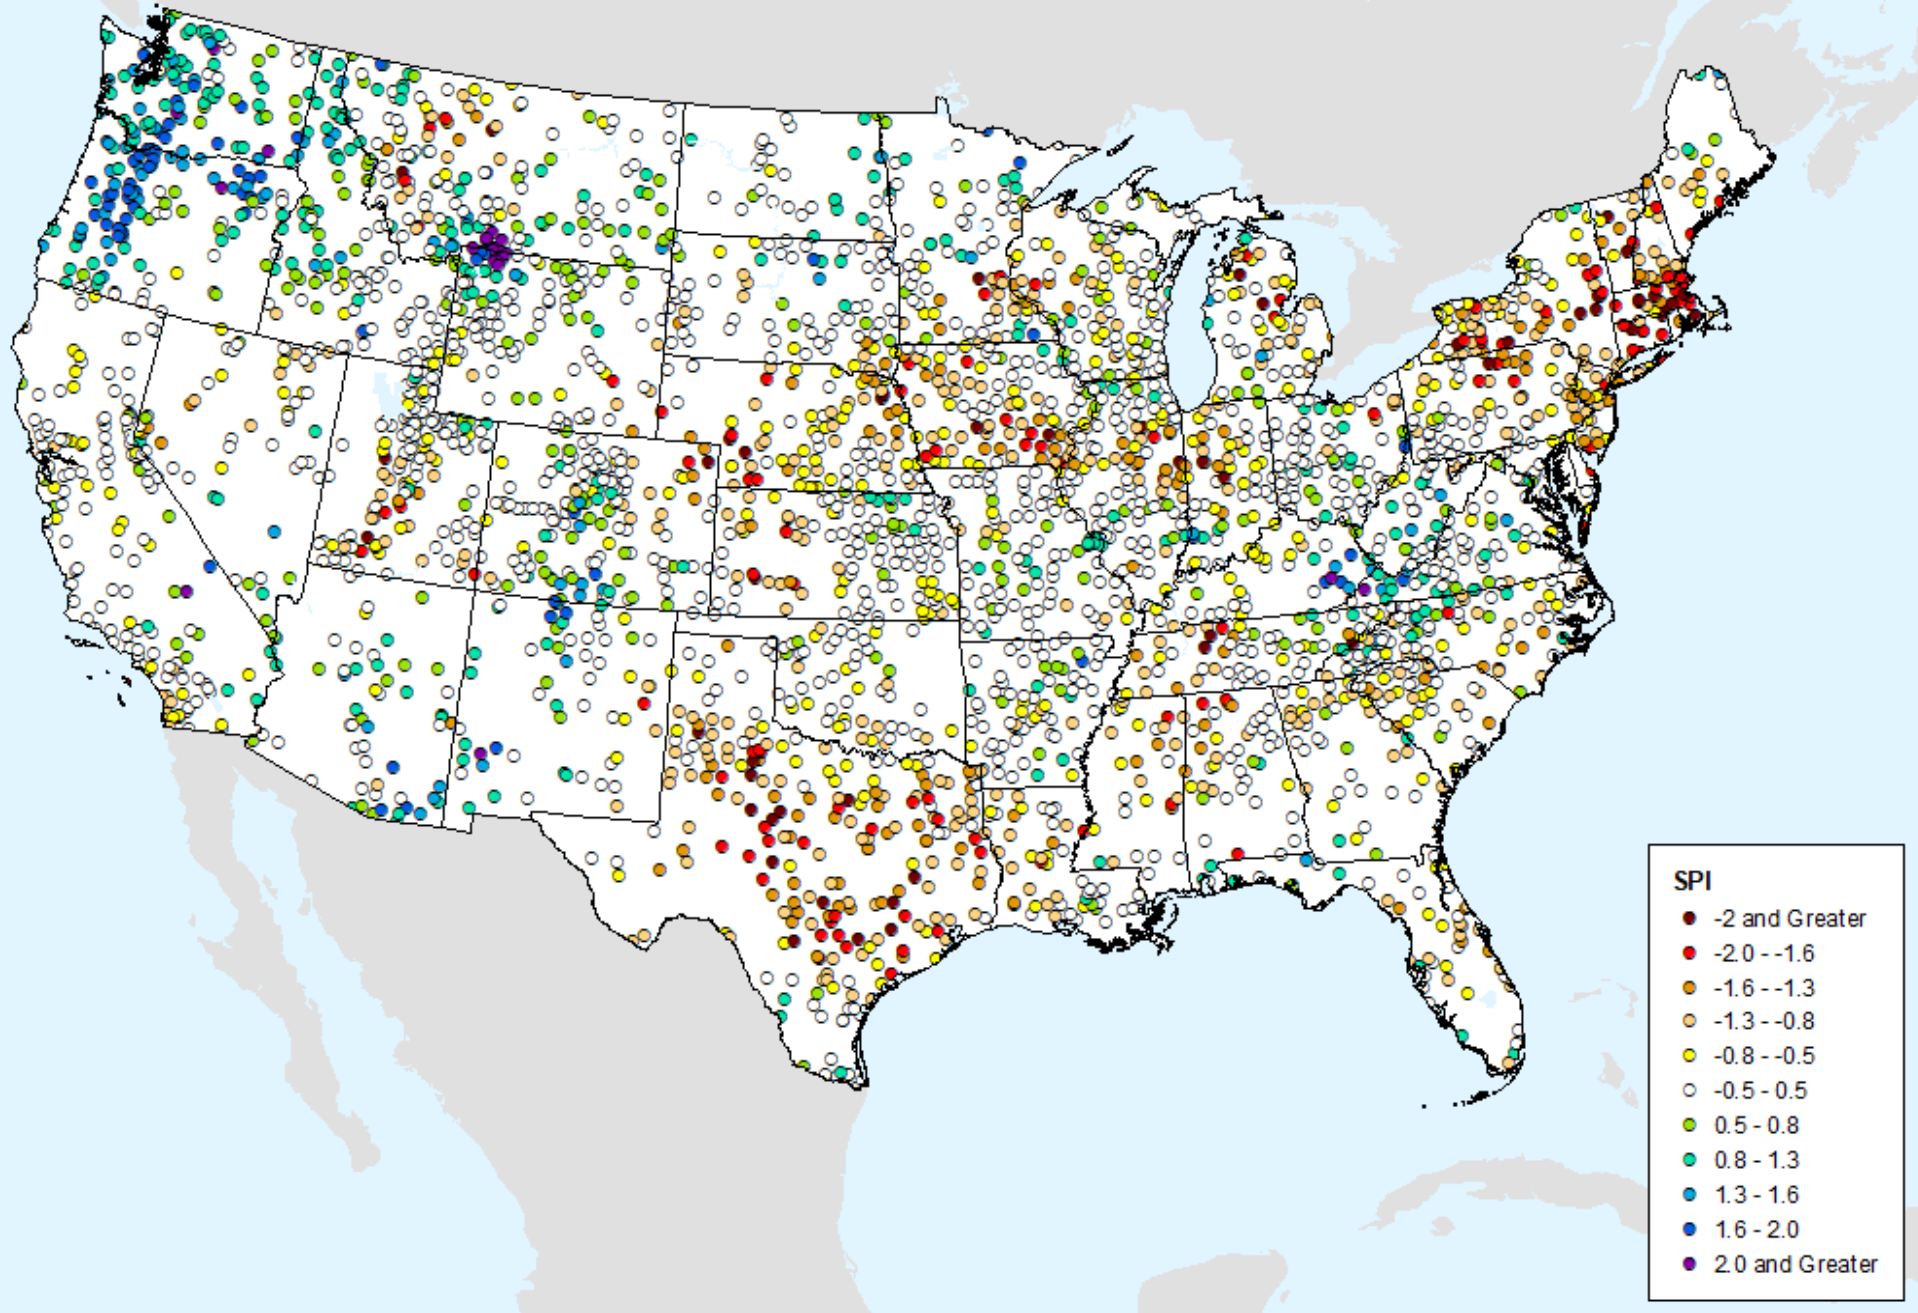 SPI
-2 and Greater
-2.0 - -1.6
-1.6 - -1.3
-1.3 - -0.8
-0.8 - -0.5
-0.5 - 0.5
0.5 - 0.8
0.8 - 1.3
1.3 - 1.6
1.6 - 2.0
2.0 and Greater